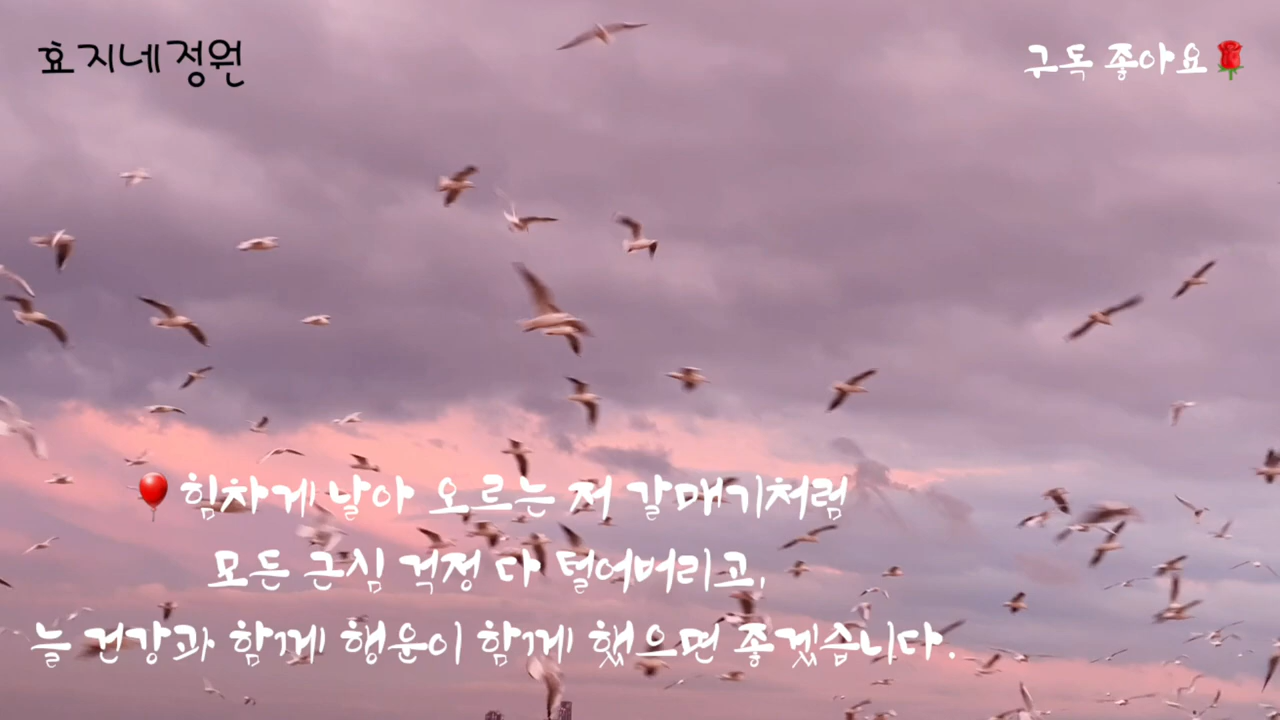 효지네정원
구독 좋아요🌹
🎈힘차게 날아 오르는 저 갈매기처럼
모든 근심 걱정 다 털어버리고,
늘 건강과 함께 행운이 함께 했으면 좋겠습니다.